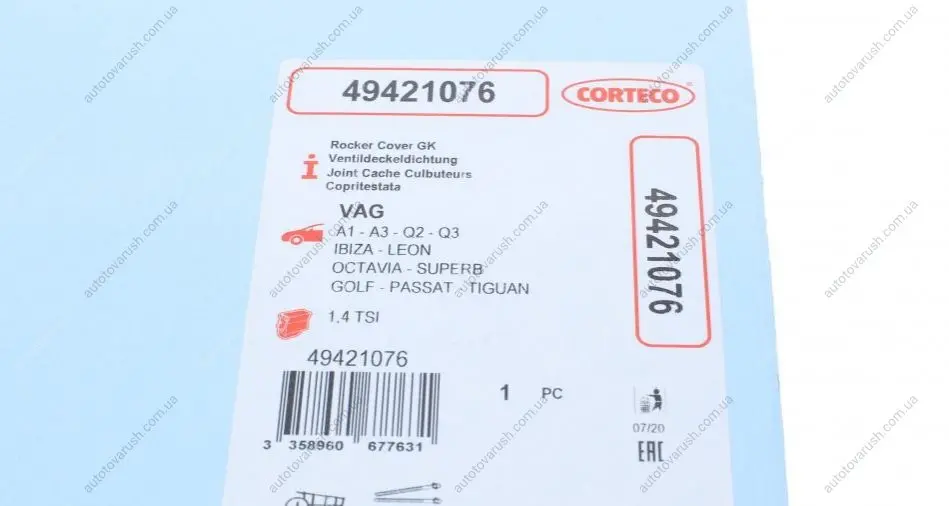 49421076
CORTECO®
Rocker Cover GK
Ventildeckeldichtung
Joint Cache Culbuteurs
Copritestata
VAG
A1 - A3 - Q2 - Q3
IBIZA - LEON
OCTAVIA - SUPERB
GOLF - PASSAT - TIGUAN
1.4 TSI
49421076
49421076
3 358960 677631
1 PC
07/20
EAC
autotovarush.com.ua